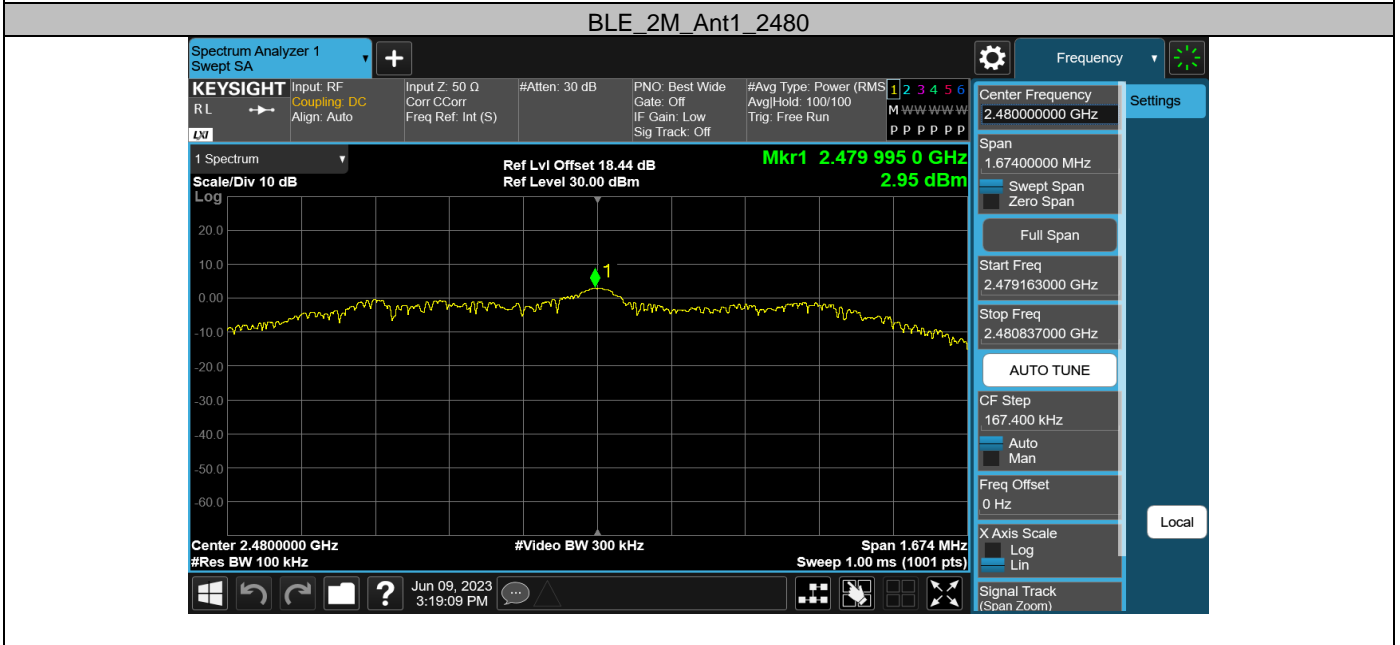 BLE_2M_Ant1_2480
Spectrum Analyzer 1
Swept SA
Frequency
KEYSIGHT
R L
LXI
Input: RF
Coupling: DC
Align: Auto
Input Z: 50 Ω
Corr CCorr
Freq Ref: Int (S)
#Atten: 30 dB
PNO: Best Wide
Gate: Off
IF Gain: Low
Sig Track: Off
#Avg Type: Power (RMS
Avg|Hold: 100/100
Trig: Free Run
1 2 3 4 5 6
M W W W W W
P P P P P P
1 Spectrum
Scale/Div 10 dB
Log
Ref Lvl Offset 18.44 dB
Ref Level 30.00 dBm
Mkr1 2.479 995 0 GHz
2.95 dBm
20.0
10.0
0.00
-10.0
-20.0
-30.0
-40.0
-50.0
-60.0
1
Center 2.4800000 GHz
#Res BW 100 kHz
#Video BW 300 kHz
Span 1.674 MHz
Sweep 1.00 ms (1001 pts)
Jun 09, 2023
3:19:09 PM
Center Frequency
2.480000000 GHz
Span
1.67400000 MHz
Swept Span
Zero Span
Full Span
Start Freq
2.479163000 GHz
Stop Freq
2.480837000 GHz
AUTO TUNE
CF Step
167.400 kHz
Auto
Man
Freq Offset
0 Hz
X Axis Scale
Log
Lin
Signal Track
(Span Zoom)
Settings
Local